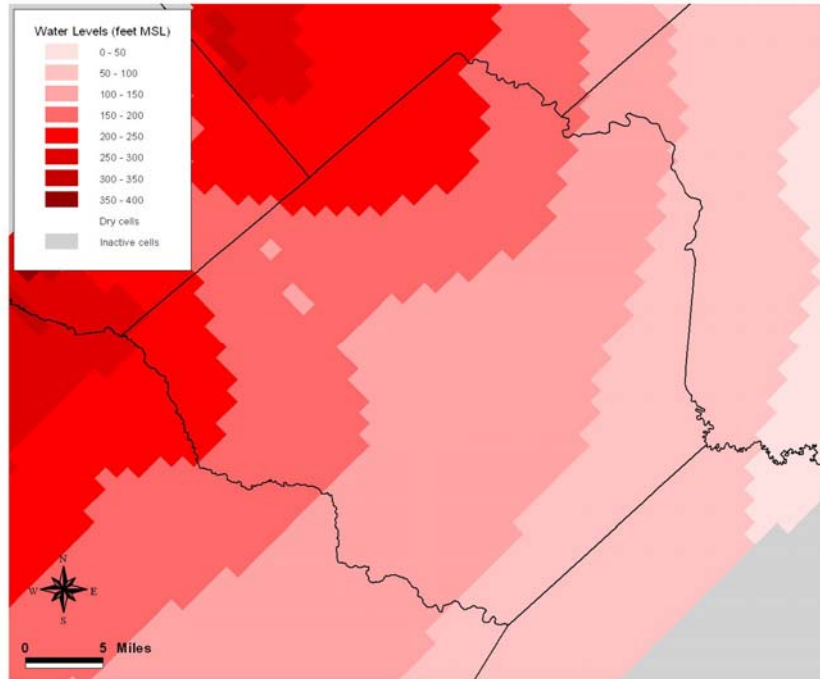 Water Levels (feet MSL)
0 - 50
50 - 100
100 - 150
150 - 200
200 - 250
250 - 300
300 - 350
350 - 400
Dry cells
Inactive cells
N
W E
S
0 5 Miles